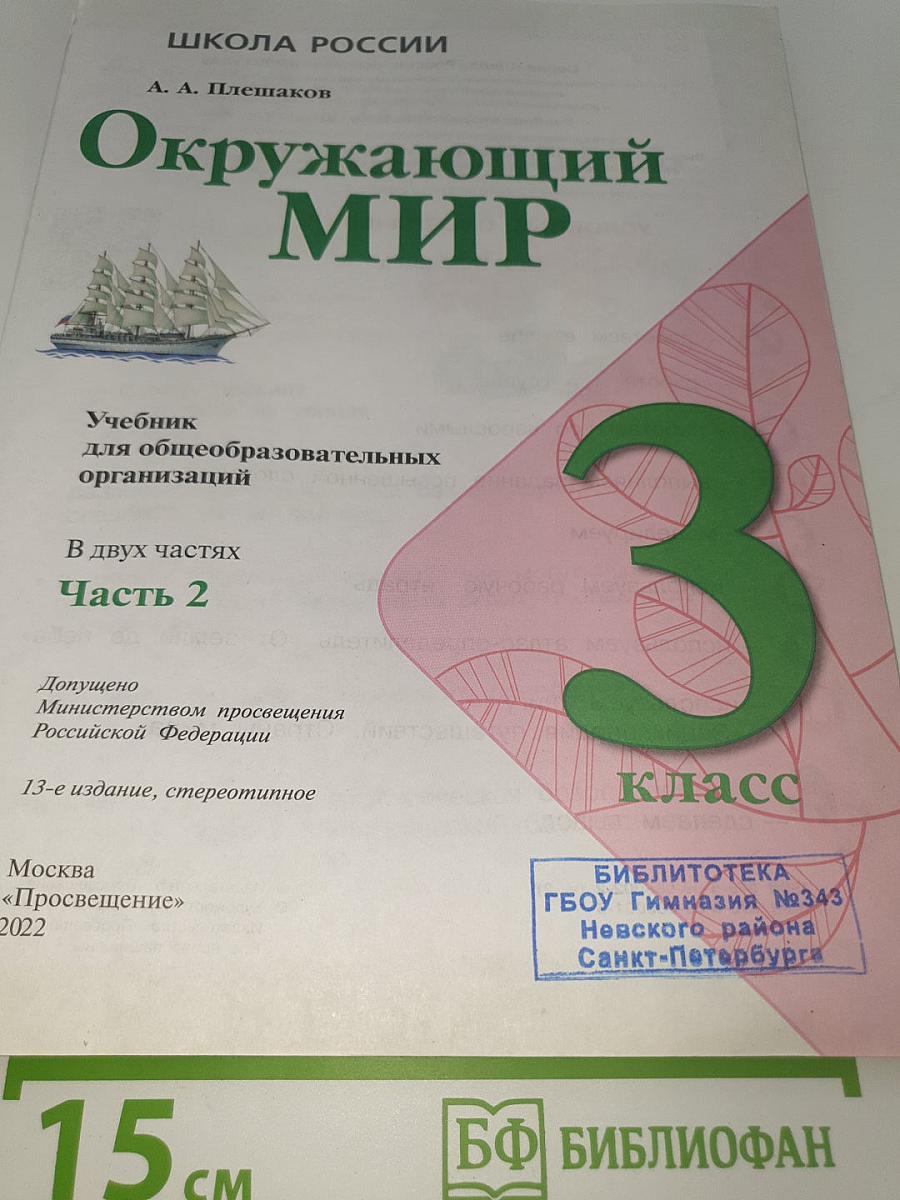 ШКОЛА РОССИИ
А. А. Плешаков
Окружающий
МИР
Учебник
для общеобразовательных
организаций
В двух частях
Часть 2
3
класс
Допущено
Министерством просвещения
Российской Федерации
13-е издание, стереотипное
Москва
«Просвещение»
2022
БИБЛИТОТЕКА
ГБОУ Гимназия №343
Невского района
Санкт-Петербурга
15 см
БФ БИБЛИОФАН